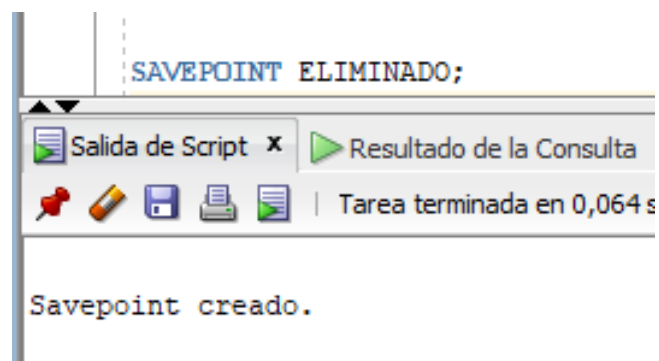 SAVEPOINT ELIMINADO;
Salida de Script x Resultado de la Consulta
Tarea terminada en 0,064 s
Savepoint creado.